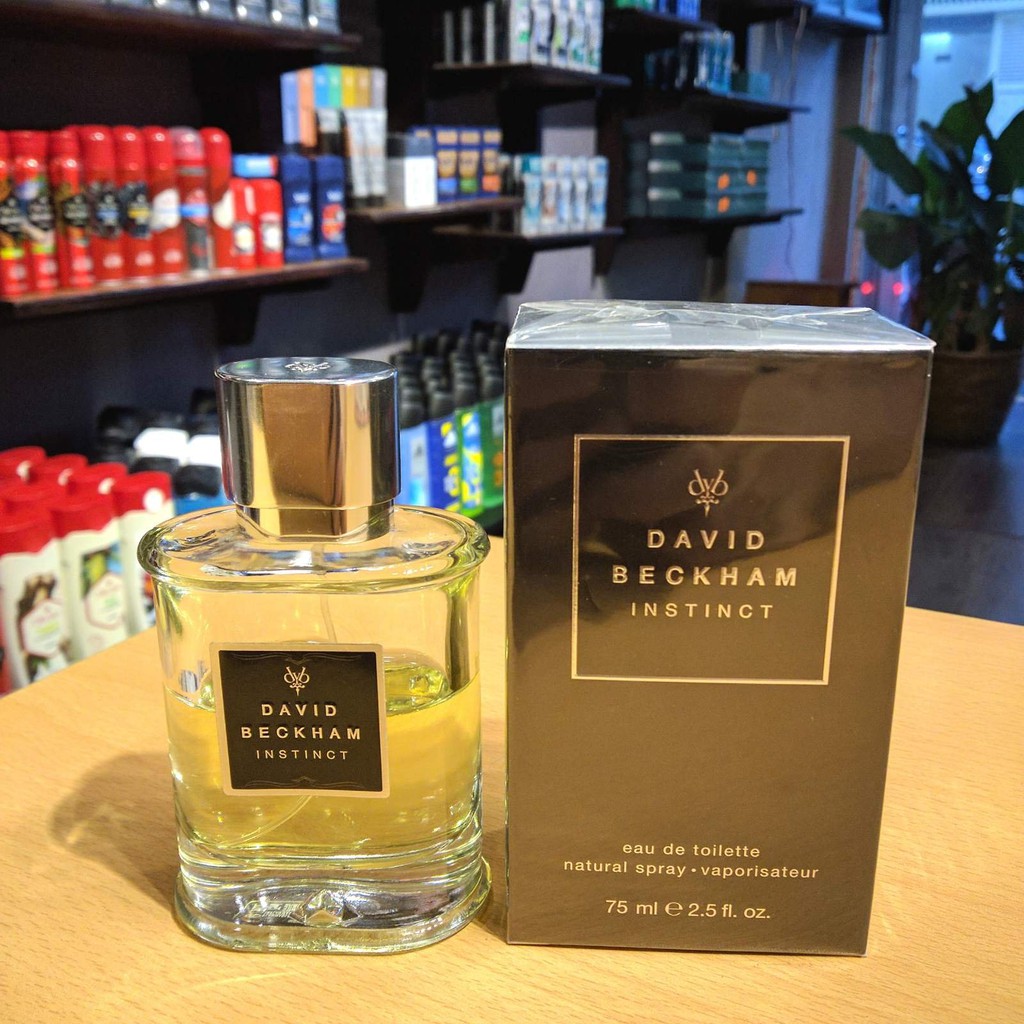 DAVID
BECKHAM
INSTINCT
DAVID
BECKHAM
INSTINCT
eau de toilette
natural spray • vaporisateur
75 ml ℮ 2.5 fl. oz.